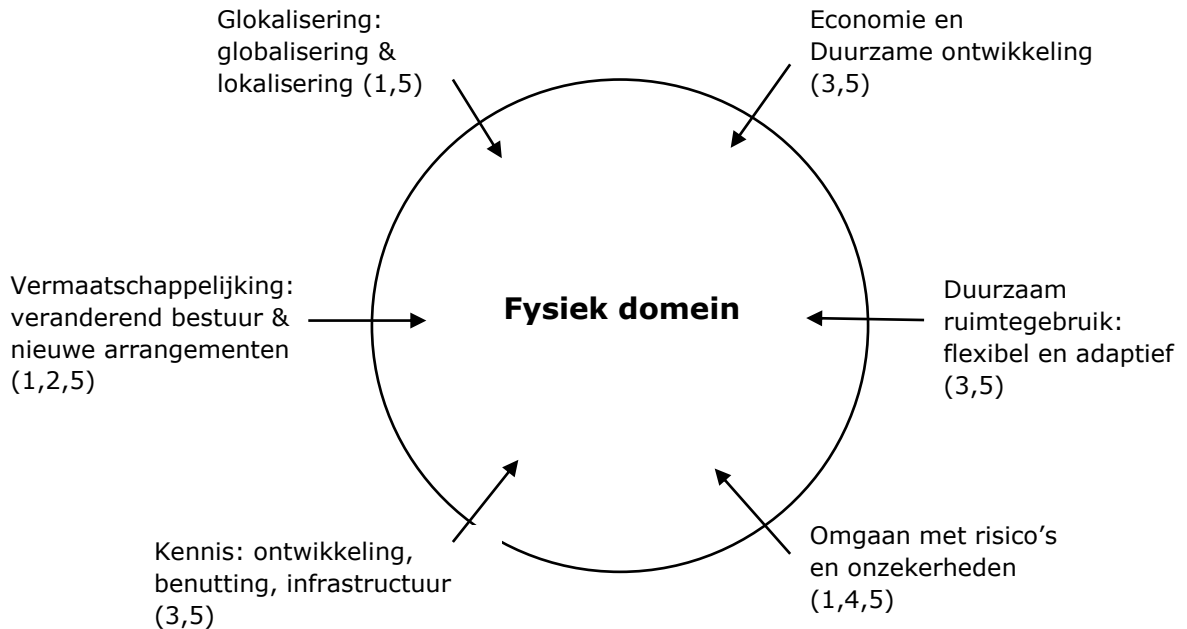 Glokalisering:
globalisering &
lokalisering (1,5)
Economie en
Duurzame ontwikkeling
(3,5)
Vermaatschappelijking:
veranderend bestuur &
nieuwe arrangementen
(1,2,5)
Fysiek domein
Duurzaam
ruimtegebruik:
flexibel en adaptief
(3,5)
Kennis: ontwikkeling,
benutting, infrastructuur
(3,5)
Omgaan met risico's
en onzekerheden
(1,4,5)